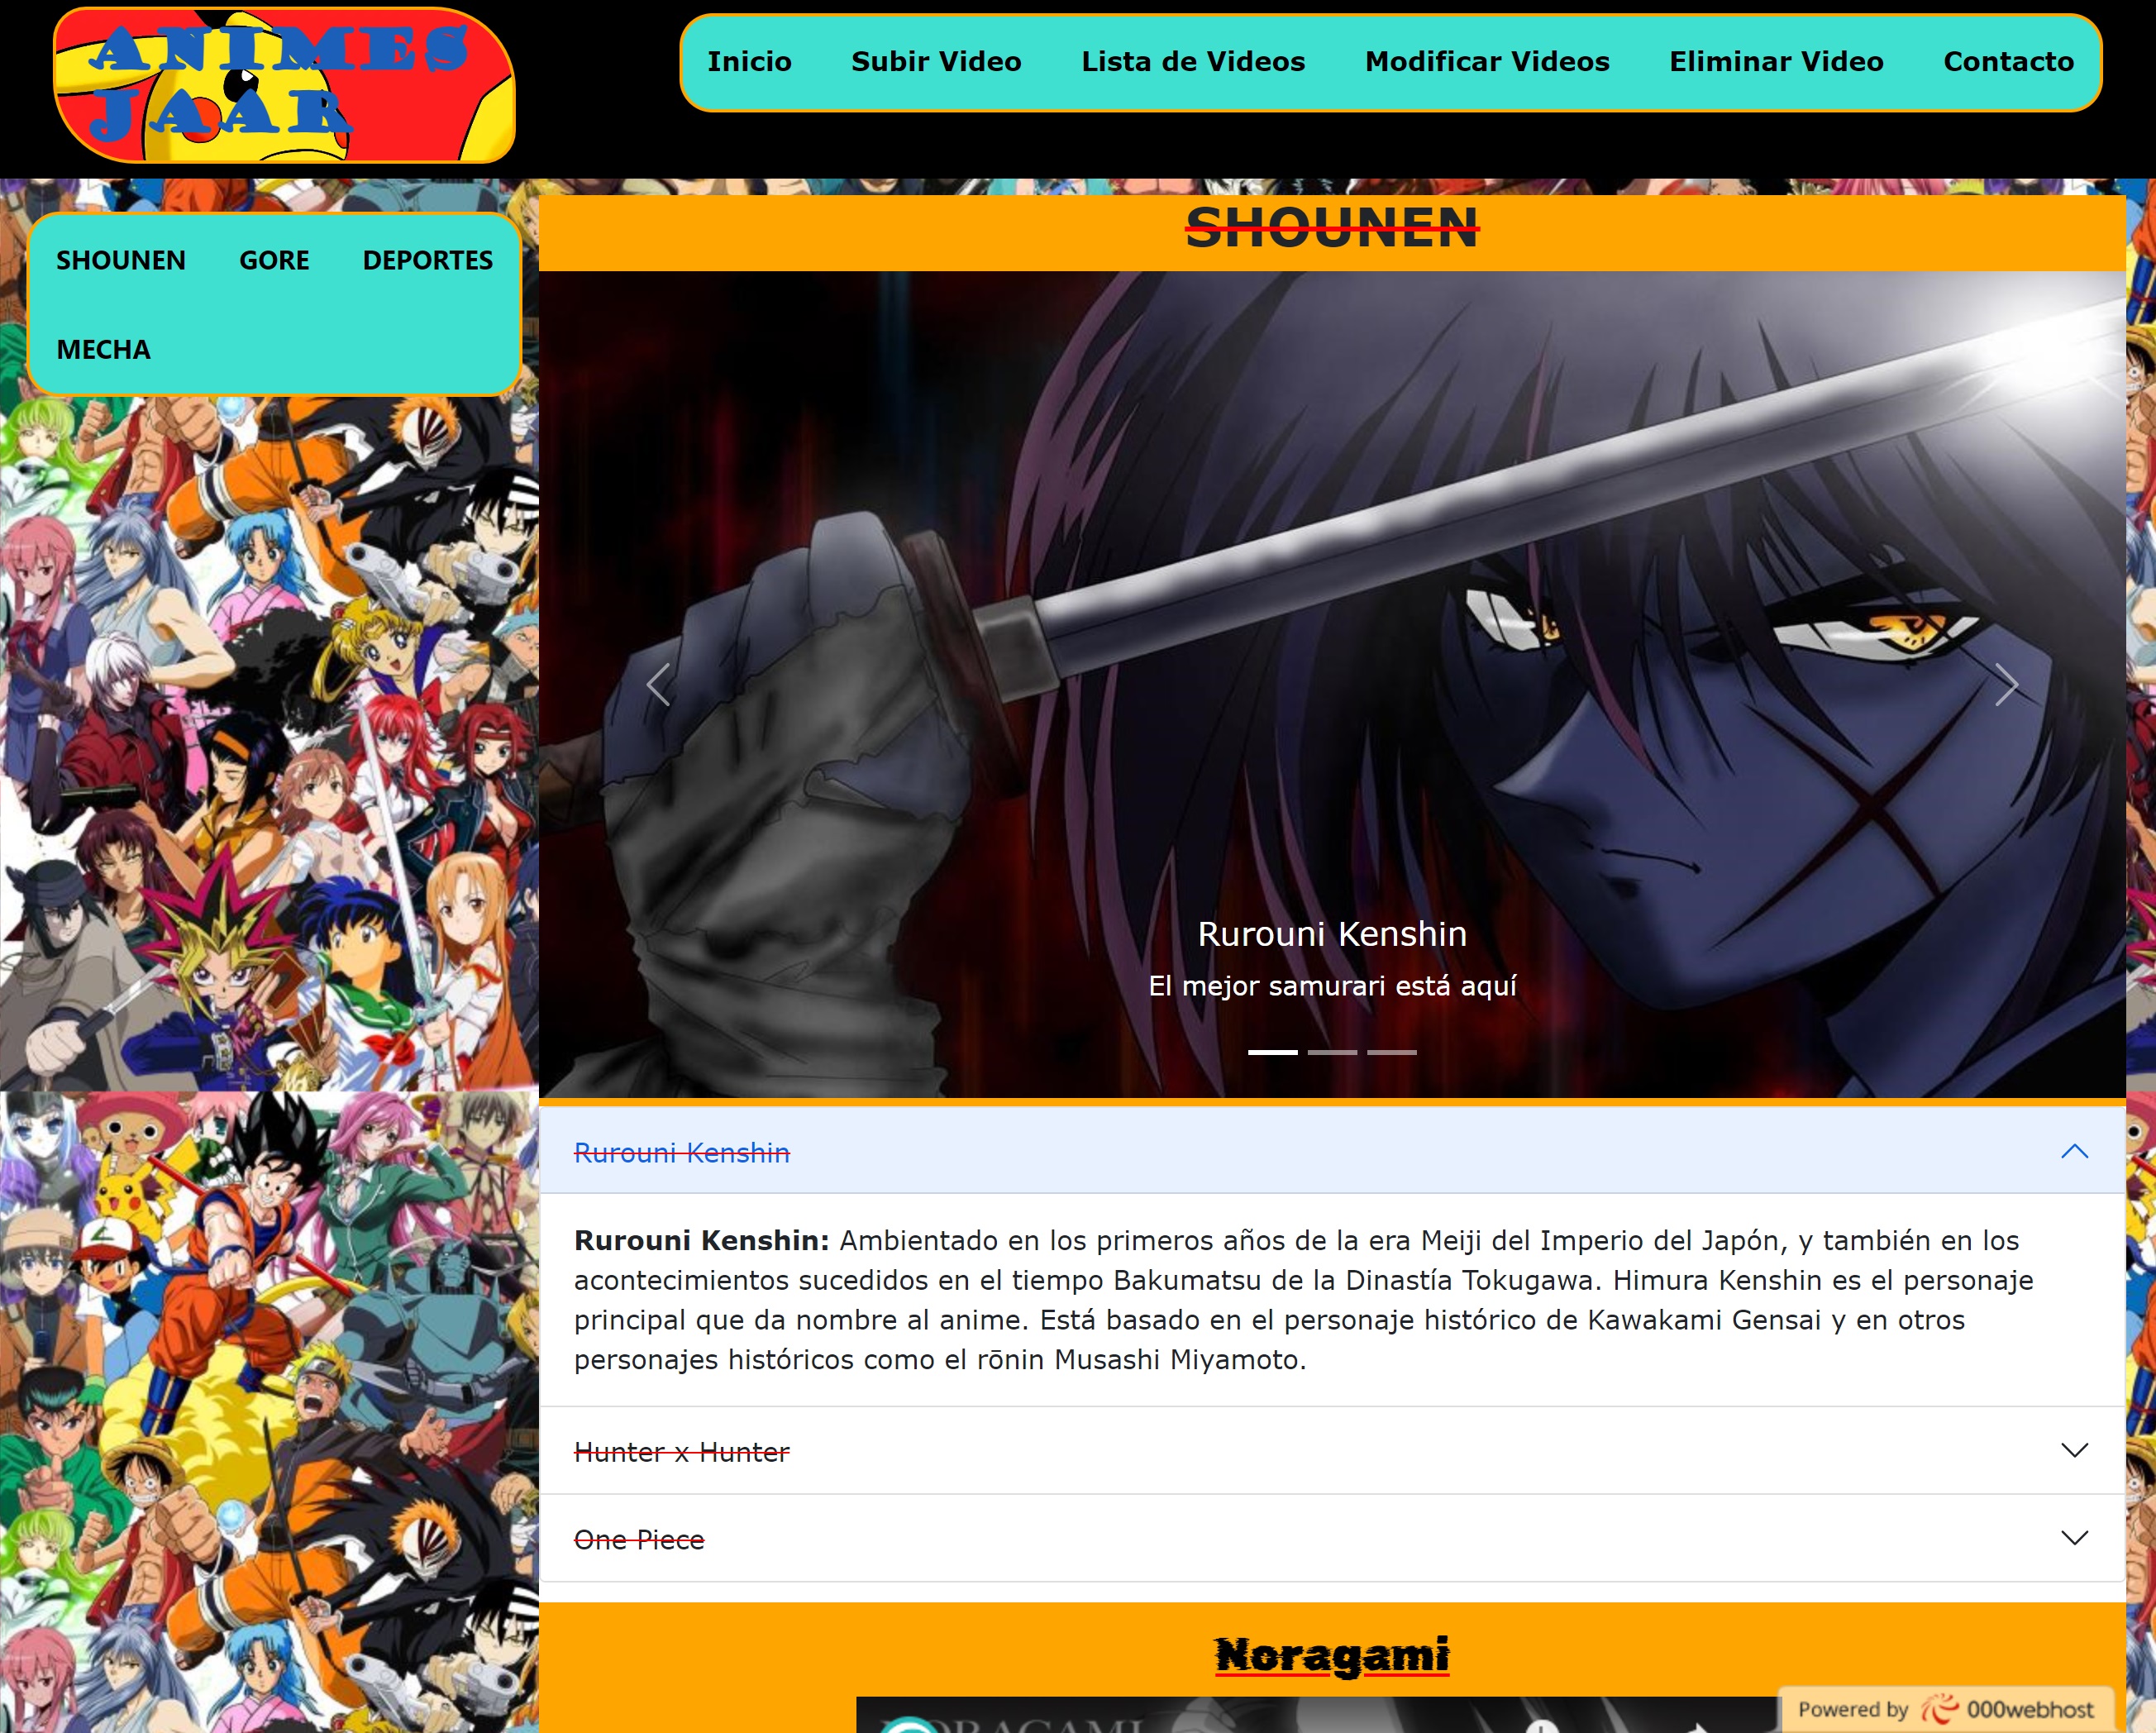 ANIMES
JAAR
Inicio Subir Video Lista de Videos Modificar Videos Eliminar Video Contacto
SHOUNEN GORE DEPORTES
MECHA
SHOUNEN
Rurouni Kenshin
El mejor samurari está aquí
Rurouni Kenshin
Rurouni Kenshin: Ambientado en los primeros años de la era Meiji del Imperio del Japón, y también en los
acontecimientos sucedidos en el tiempo Bakumatsu de la Dinastía Tokugawa. Himura Kenshin es el personaje
principal que da nombre al anime. Está basado en el personaje histórico de Kawakami Gensai y en otros
personajes históricos como el rōnin Musashi Miyamoto.
Hunter x Hunter
One Piece
Noragami
NORAGAMI
Powered by 000webhost